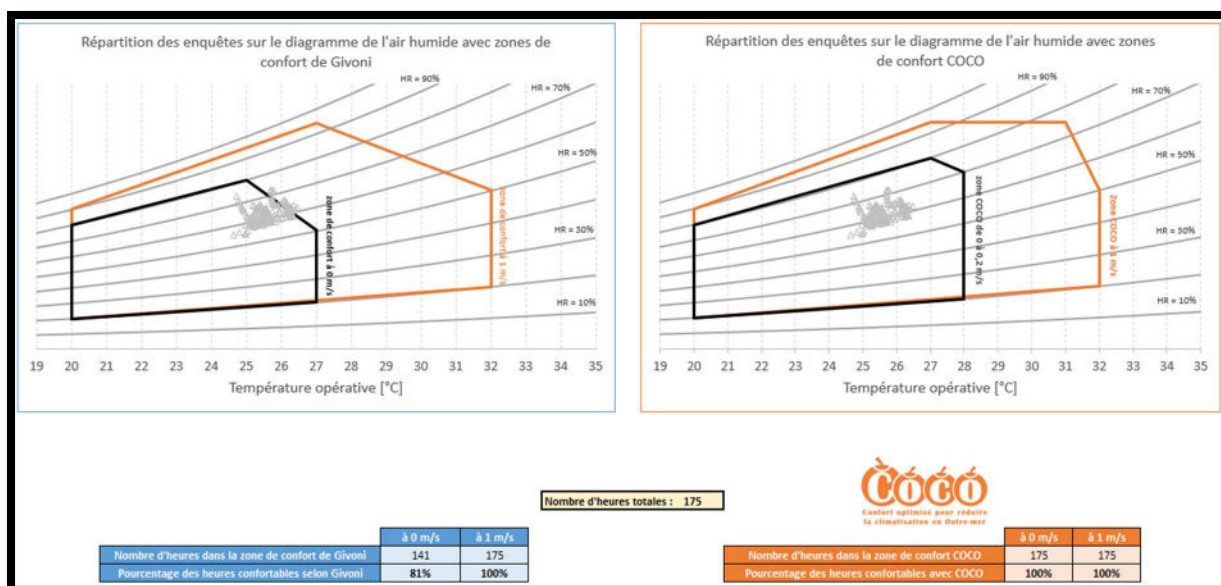 Répartition des enquêtes sur le diagramme de l'air humide avec zones de
confort de Givoni
HR = 90%
HR = 70%
HR = 50%
HR = 30%
HR = 10%
zone de confort à 0 m/s
zone de confort à 1 m/s
19 20 21 22 23 24 25 26 27 28 29 30 31 32 33 34 35
Température opérative [°C]
Répartition des enquêtes sur le diagramme de l'air humide avec zones
de confort COCO
HR = 90%
HR = 70%
HR = 50%
HR = 30%
HR = 10%
zone COCO de 0 à 0,2 m/s
Zone COCO à 1 m/s
19 20 21 22 23 24 25 26 27 28 29 30 31 32 33 34 35
Température opérative [°C]
Nombre d'heures totales : 175
COCO
Confort optimisé pour réduire
la climatisation en Outre-mer
à 0 m/s à 1 m/s
Nombre d'heures dans la zone de confort de Givoni 141 175
Pourcentage des heures confortables selon Givoni 81% 100%
à 0 m/s à 1 m/s
Nombre d'heures dans la zone de confort COCO 175 175
Pourcentage des heures confortables avec COCO 100% 100%